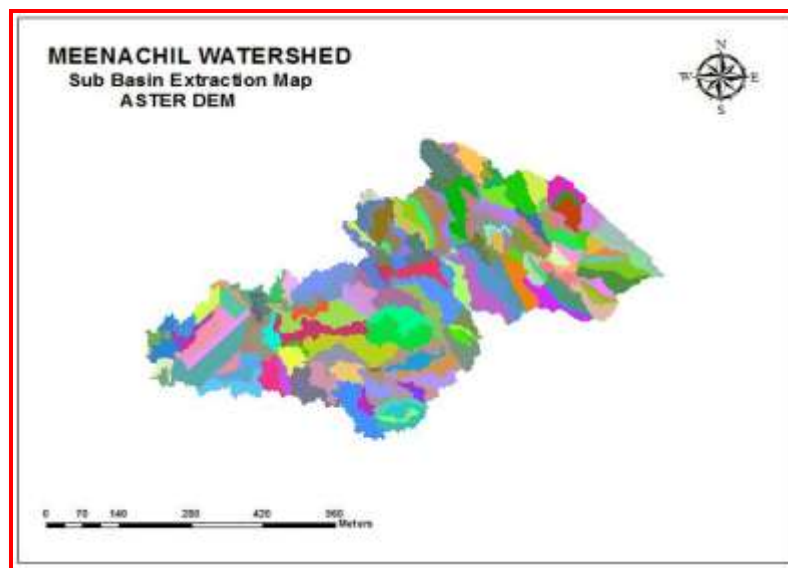 MEENACHIL WATERSHED
Sub Basin Extraction Map
ASTER DEM
N
W E
S
0 70 140 280 420 560
Meters